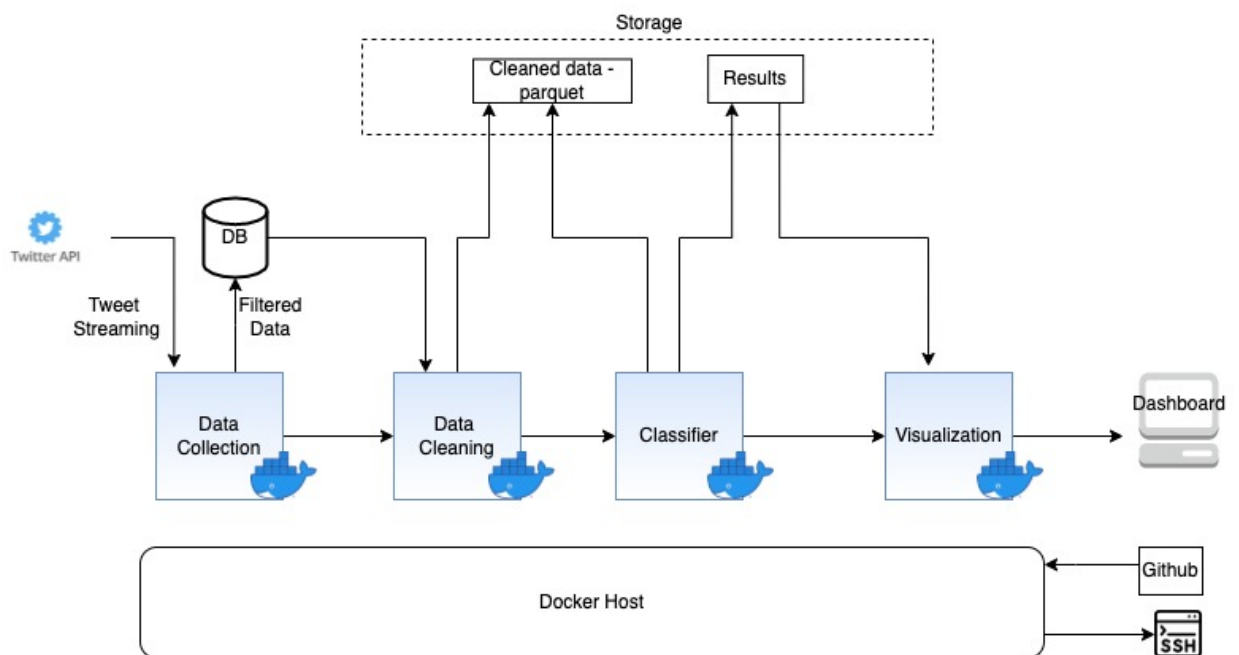 Storage
Cleaned data -
parquet
Results
DB
Twitter API
Tweet
Streaming
Filtered
Data
Data
Collection
Data
Cleaning
Classifier
Visualization
Dashboard
Docker Host
Github
SSH